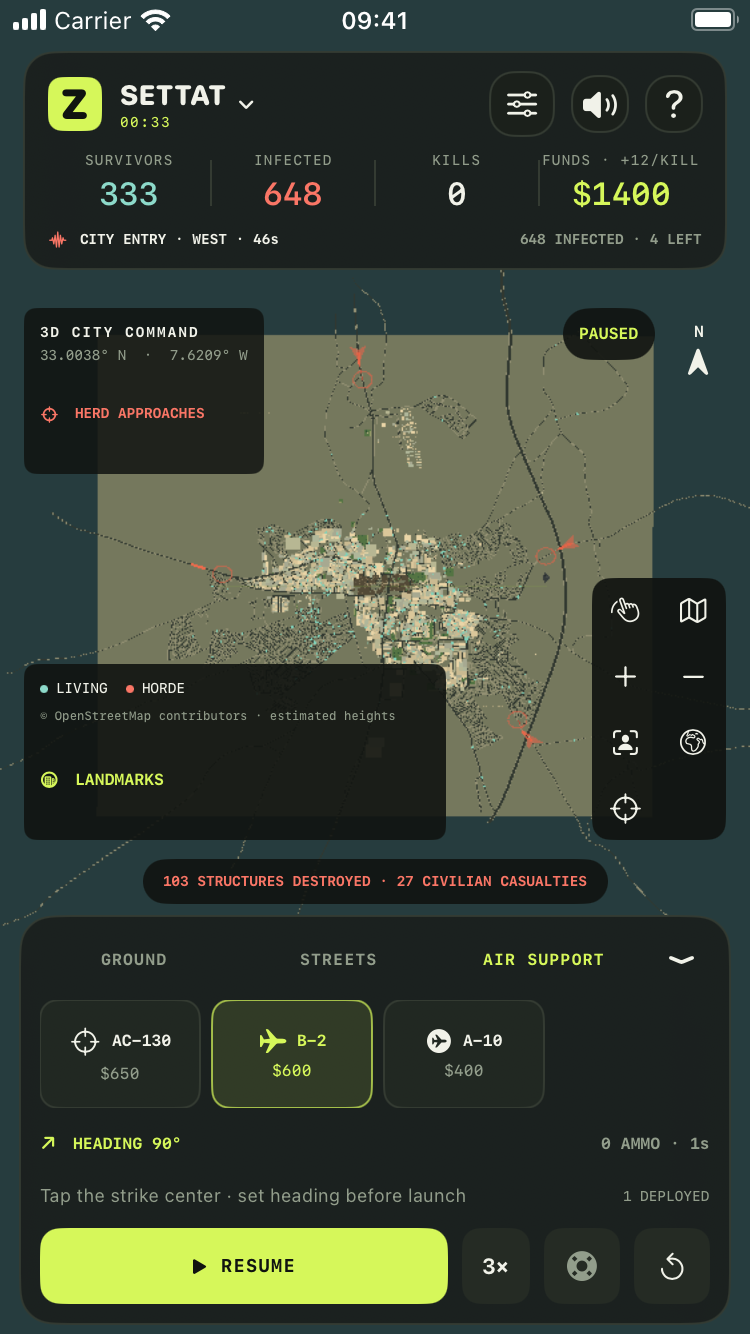 Carrier 09:41
Z SETTAT
00:33
?
SURVIVORS INFECTED KILLS FUNDS · +12/KILL
333 648 0 $1400
CITY ENTRY · WEST · 46s 648 INFECTED · 4 LEFT
3D CITY COMMAND
33.0038° N · 7.6209° W
HERD APPROACHES
PAUSED
N
LIVING HORDE
© OpenStreetMap contributors · estimated heights
LANDMARKS
103 STRUCTURES DESTROYED · 27 CIVILIAN CASUALTIES
GROUND STREETS AIR SUPPORT
AC-130 B-2 A-10
$650 $600 $400
HEADING 90° 0 AMMO · 1s
Tap the strike center · set heading before launch 1 DEPLOYED
RESUME 3×